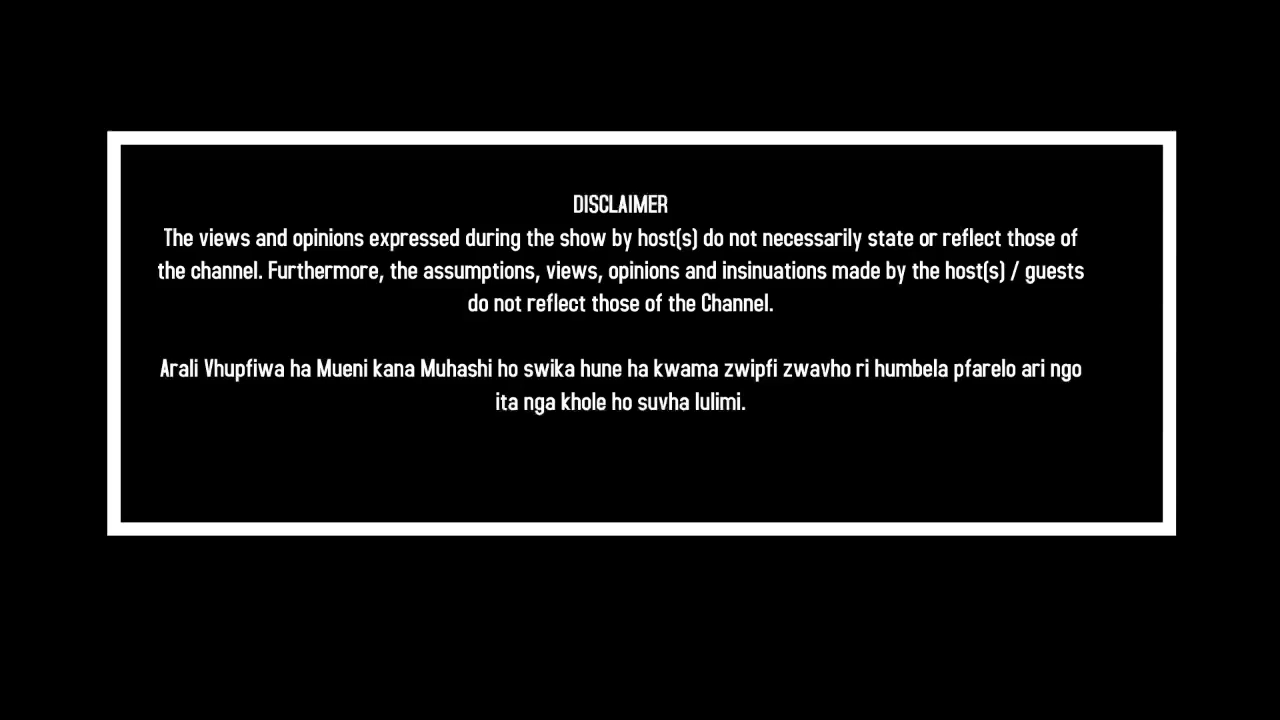 DISCLAIMER
The views and opinions expressed during the show by host(s) do not necessarily state or reflect those of
the channel. Furthermore, the assumptions, views, opinions and insinuations made by the host(s) / guests
do not reflect those of the Channel.
Arali Vhupfiwa ha Mueni kana Muhashi ho swika hune ha kwama zwipfi zwavho ri humbela pfarelo ari ngo
ita nga khole ho suvha lulimi.